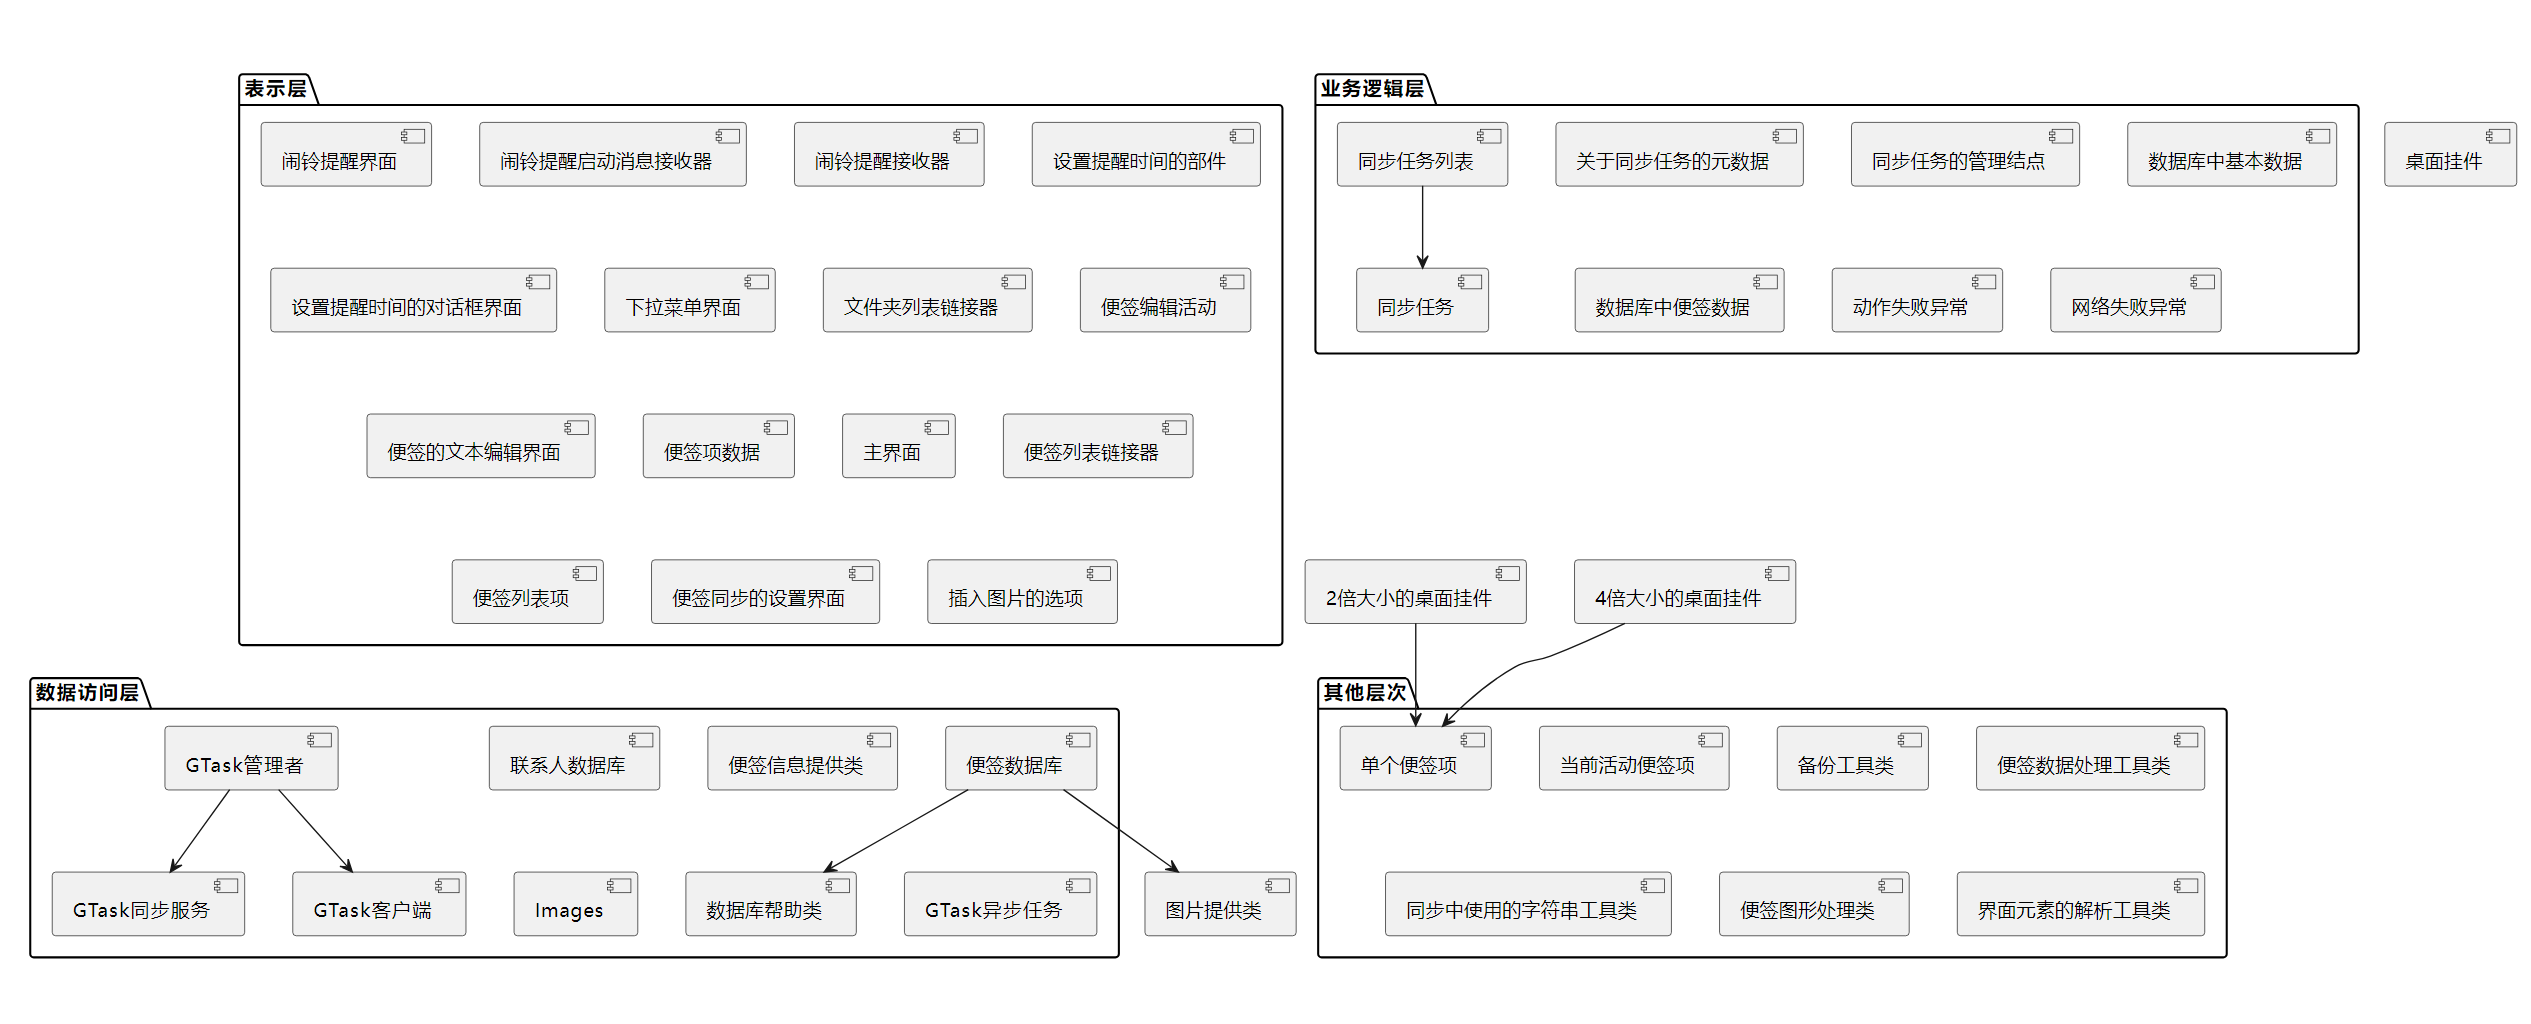 表示层
闹铃提醒界面
闹铃提醒启动消息接收器
闹铃提醒接收器
设置提醒时间的部件
设置提醒时间的对话框界面
下拉菜单界面
文件夹列表链接器
便签编辑活动
便签的文本编辑界面
便签项数据
主界面
便签列表链接器
便签列表项
便签同步的设置界面
插入图片的选项
业务逻辑层
同步任务列表
关于同步任务的元数据
同步任务的管理结点
数据库中基本数据
同步任务
数据库中便签数据
动作失败异常
网络失败异常
桌面挂件
2倍大小的桌面挂件
4倍大小的桌面挂件
数据访问层
GTask管理者
联系人数据库
便签信息提供类
便签数据库
GTask同步服务
GTask客户端
Images
数据库帮助类
GTask异步任务
图片提供类
其他层次
单个便签项
当前活动便签项
备份工具类
便签数据处理工具类
同步中使用的字符串工具类
便签图形处理类
界面元素的解析工具类